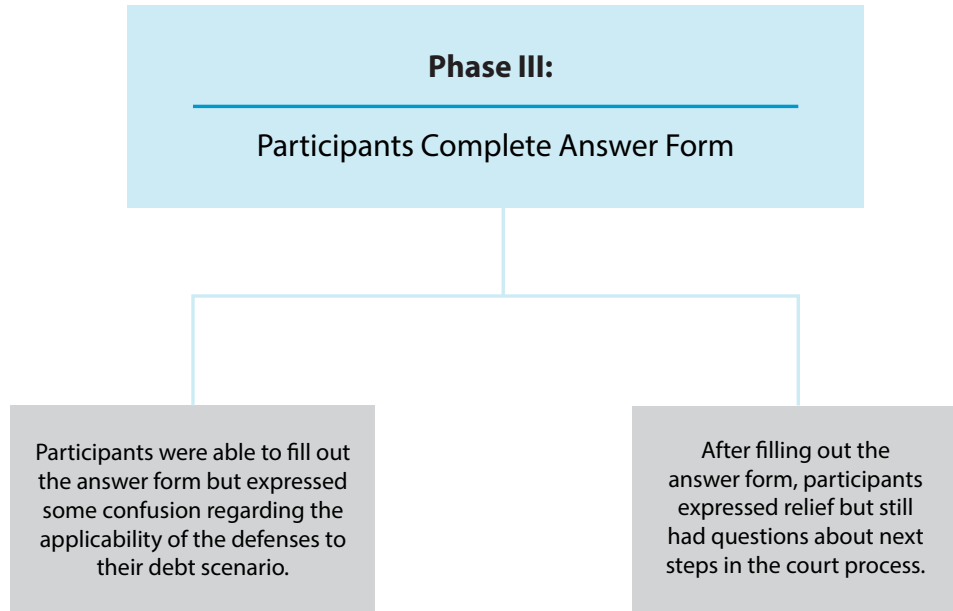 Phase III:
Participants Complete Answer Form
Participants were able to fill out
the answer form but expressed
some confusion regarding the
applicability of the defenses to
their debt scenario.
After filling out the
answer form, participants
expressed relief but still
had questions about next
steps in the court process.